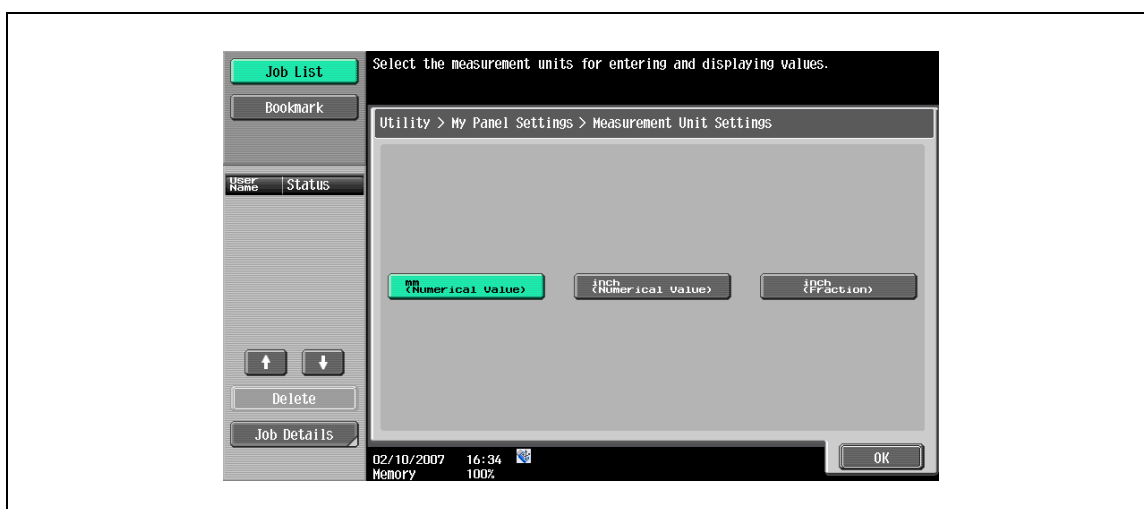 Job List
Bookmark
User
Name
Status
Delete
Job Details
Select the measurement units for entering and displaying values.
Utility > My Panel Settings > Measurement Unit Settings
mm
(Numerical Value)
inch
(Numerical Value)
inch
(Fraction)
02/10/2007 16:34
Memory 100%
OK